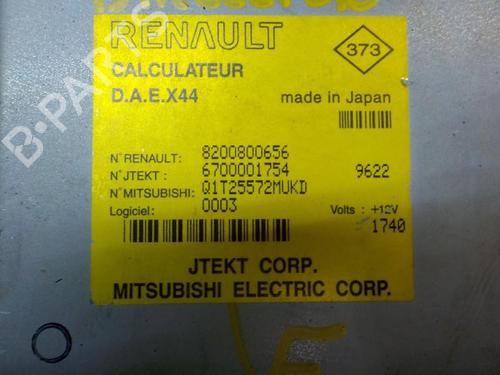 RENAULT
373
CALCULATEUR
D.A.E.X44
made in Japan
N°RENAULT: 8200800656
N°JTEKT: 6700001754 9622
N°MITSUBISHI: Q1T25572MUKD
Logiciel: 0003 Volts: +12V
1740
JTEKT CORP.
MITSUBISHI ELECTRIC CORP.
B-PARTS